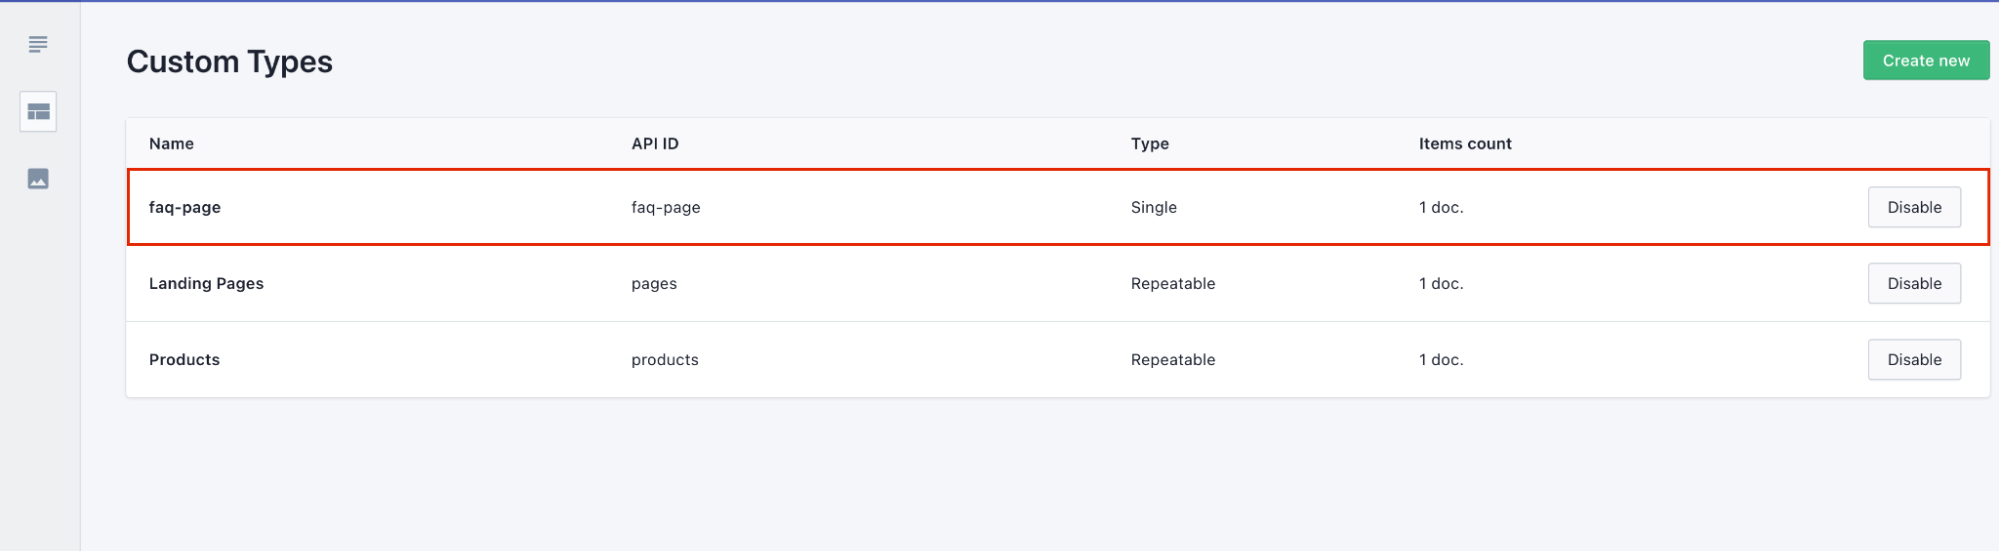 Custom Types
Create new
Name API ID Type Items count
faq-page faq-page Single 1 doc. Disable
Landing Pages pages Repeatable 1 doc. Disable
Products products Repeatable 1 doc. Disable